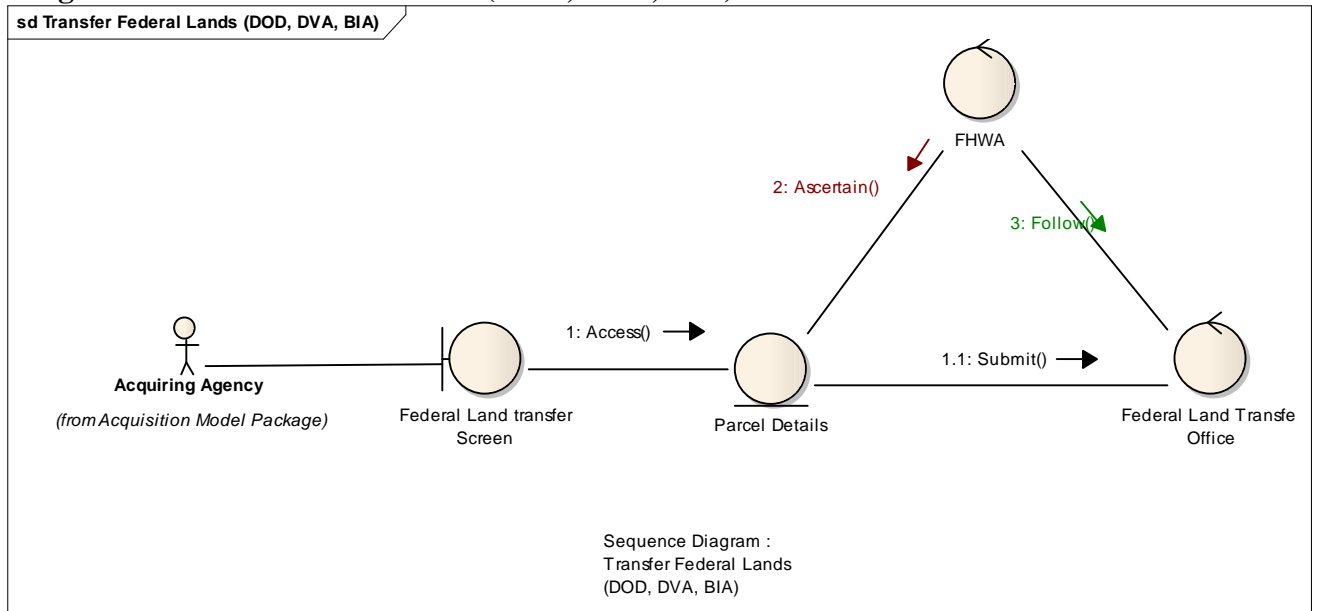 sd Transfer Federal Lands (DOD, DVA, BIA)
FHWA
2: Ascertain()
3: Follow()
1: Access()
1.1: Submit()
Acquiring Agency
(from Acquisition Model Package)
Federal Land transfer
Screen
Parcel Details
Federal Land Transfe
Office
Sequence Diagram :
Transfer Federal Lands
(DOD, DVA, BIA)